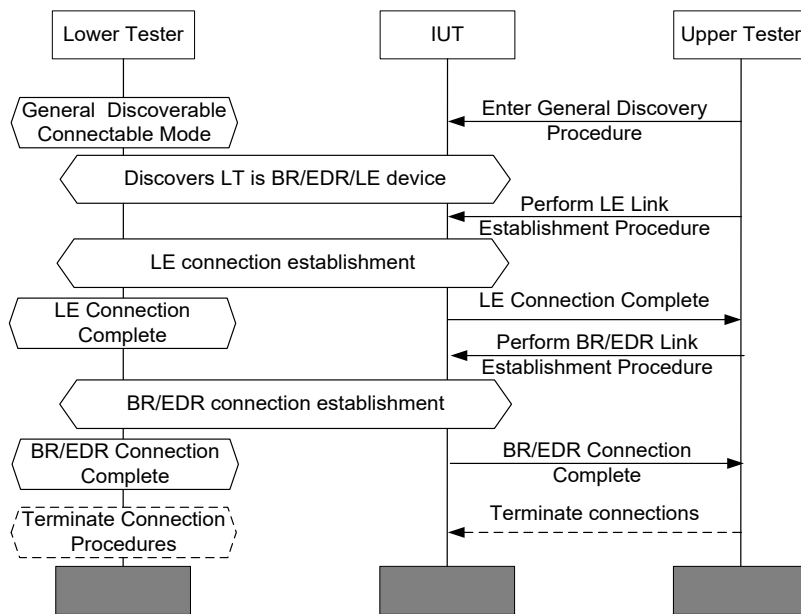 Lower Tester
IUT
Upper Tester
General Discoverable
Connectable Mode
Enter General Discovery
Procedure
Discovers LT is BR/EDR/LE device
Perform LE Link
Establishment Procedure
LE connection establishment
LE Connection
Complete
LE Connection Complete
Perform BR/EDR Link
Establishment Procedure
BR/EDR connection establishment
BR/EDR Connection
Complete
BR/EDR Connection
Complete
Terminate Connection
Procedures
Terminate connections